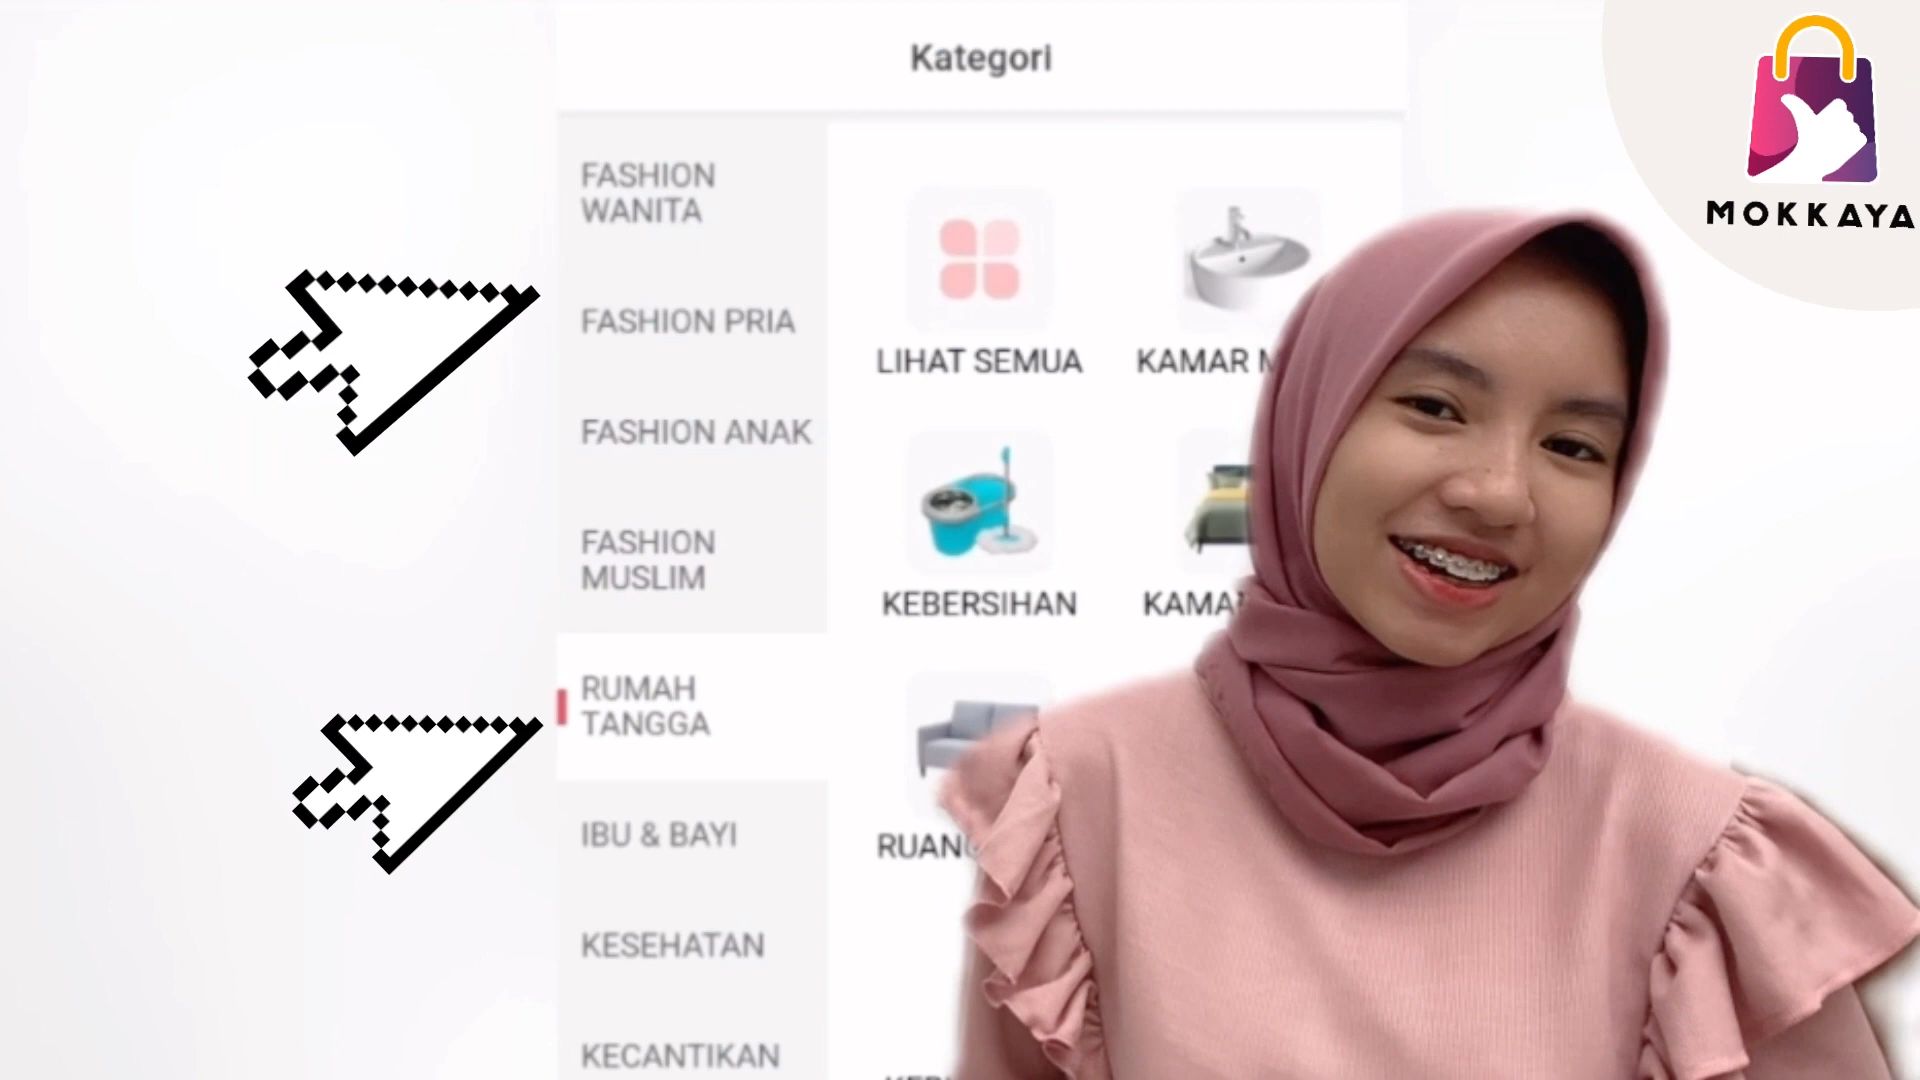 Kategori
MOKKAYA
FASHION
WANITA
FASHION PRIA
FASHION ANAK
FASHION
MUSLIM
RUMAH
TANGGA
IBU & BAYI
KESEHATAN
KECANTIKAN
LIHAT SEMUA
KAMAR
KEBERSIHAN